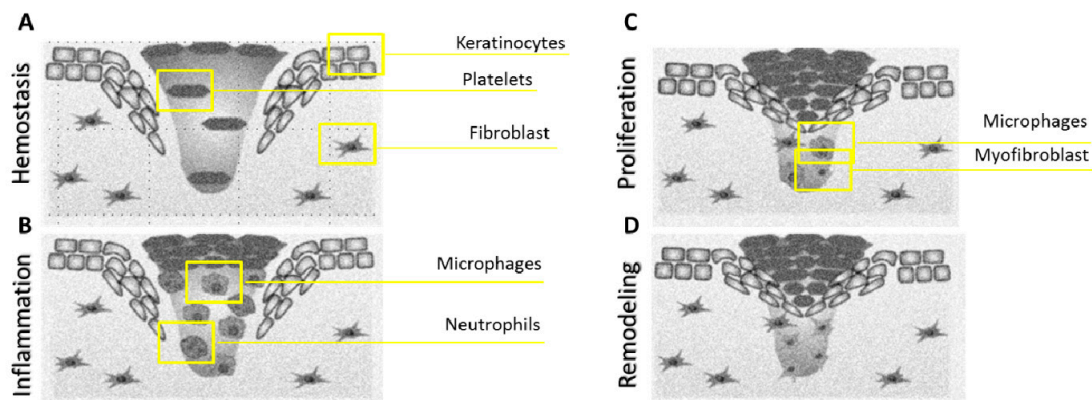 A
Hemostasis
Keratinocytes
Platelets
Fibroblast
B
Inflammation
Microphages
Neutrophils
C
Proliferation
Microphages
Myofibroblast
D
Remodeling